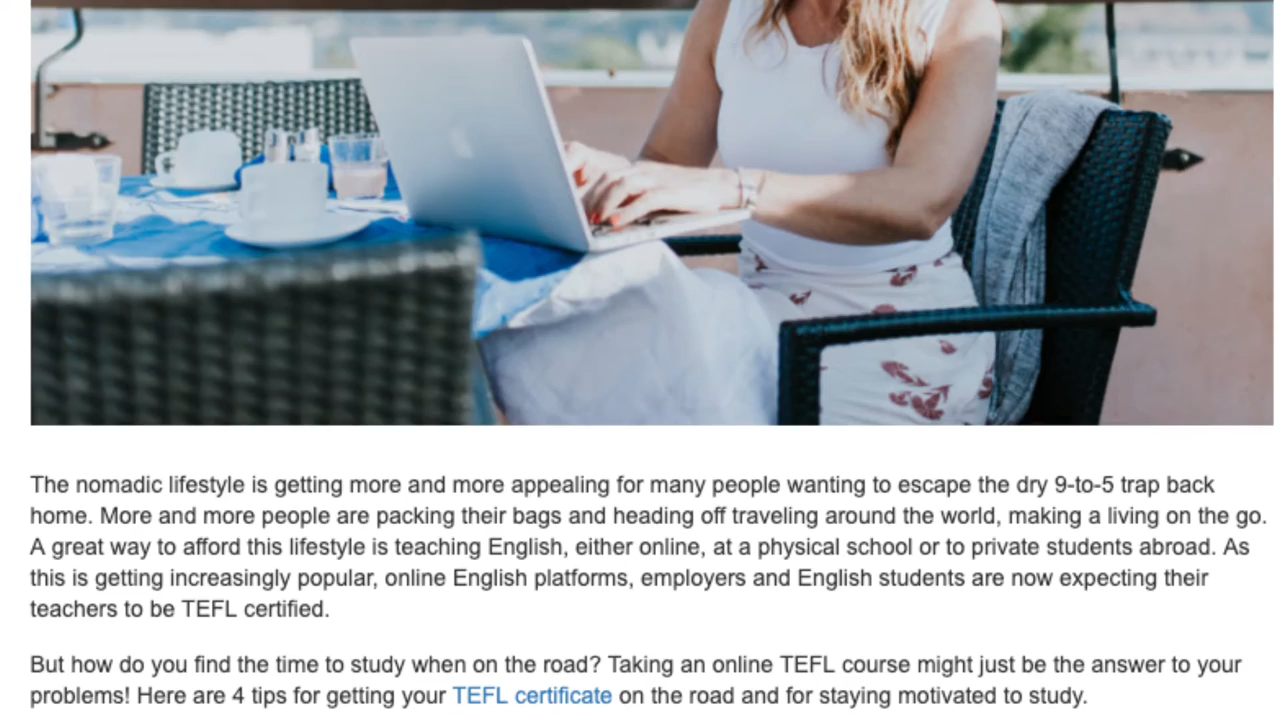 The nomadic lifestyle is getting more and more appealing for many people wanting to escape the dry 9-to-5 trap back
home. More and more people are packing their bags and heading off traveling around the world, making a living on the go.
A great way to afford this lifestyle is teaching English, either online, at a physical school or to private students abroad. As
this is getting increasingly popular, online English platforms, employers and English students are now expecting their
teachers to be TEFL certified.
But how do you find the time to study when on the road? Taking an online TEFL course might just be the answer to your
problems! Here are 4 tips for getting your TEFL certificate on the road and for staying motivated to study.